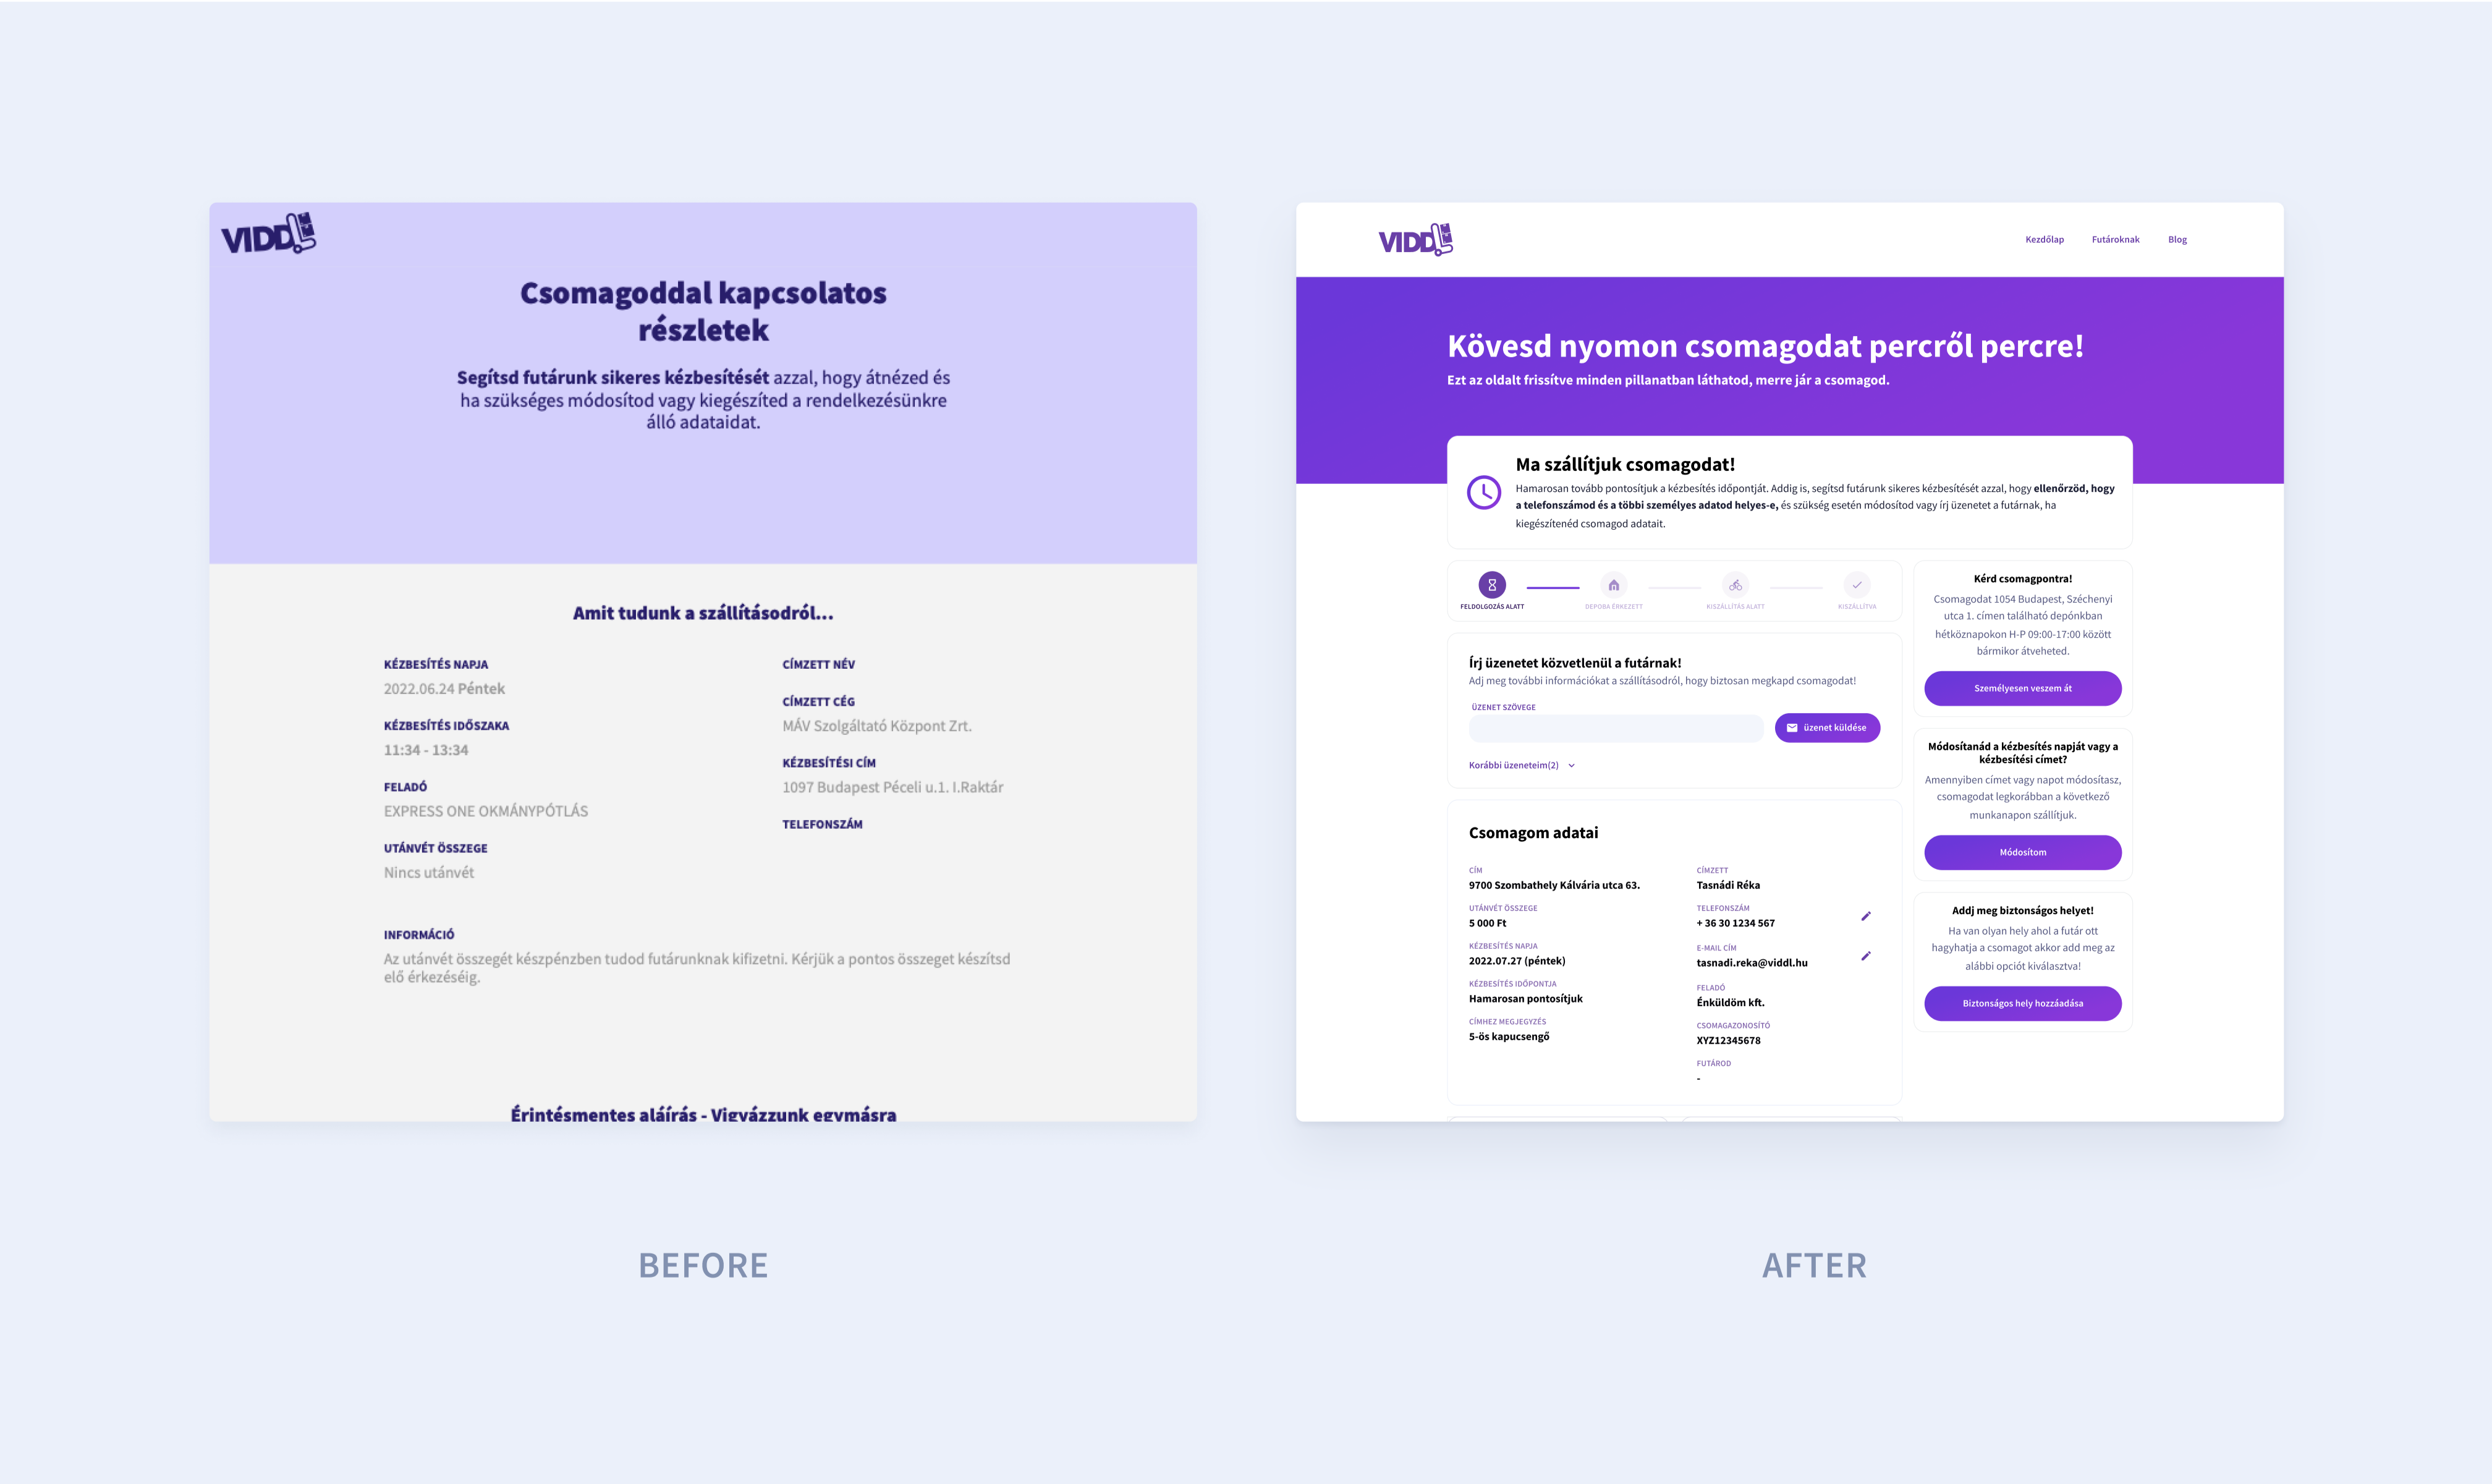 VIDDL
Csomagoddal kapcsolatos
részletek
Segítsd futárunk sikeres kézbesítését azzal, hogy átnézed és
ha szükséges módosítod vagy kiegészíted a rendelkezésünkre
álló adataidat.
Amit tudunk a szállításodról...
KÉZBESÍTÉS NAPJA
2022.06.24 Péntek
KÉZBESÍTÉS IDŐSZAKA
11:34 - 13:34
FELADÓ
EXPRESS ONE OKMÁNYPÓTLÁS
UTÁNVÉT ÖSSZEGE
Nincs utánvét
CÍMZETT NÉV
CÍMZETT CÉG
MÁV Szolgáltató Központ Zrt.
KÉZBESÍTÉSI CÍM
1097 Budapest Péceli u.1. I.Raktár
TELEFONSZÁM
INFORMÁCIÓ
Az utánvét összegét készpénzben tudod futárunknak kifizetni. Kérjük a pontos összeget készítsd
elő érkezéséig.
Érintésmentes aláírás - Vigyázzunk egymásra
BEFORE
VIDDL
Kezdőlap
Futároknak
Blog
Kövesd nyomon csomagodat percről percre!
Ezt az oldalt frissítve minden pillanatban láthatod, merre jár a csomagod.
Ma szállítjuk csomagodat!
Hamarosan tovább pontosítjuk a kézbesítés időpontját. Addig is, segítsd futárunk sikeres kézbesítését azzal, hogy ellenőrzöd, hogy
a telefonszámod és a többi személyes adatod helyes-e, és szükség esetén módosítod vagy írj üzenetet a futárnak, ha
kiegészítenéd csomagod adatait.
FELDOLGOZÁS ALATT
DEPOBA ÉRKEZETT
KISZÁLLÍTÁS ALATT
KISZÁLLÍTVA
Írj üzenetet közvetlenül a futárnak!
Adj meg további információkat a szállításodról, hogy biztosan megkapd csomagodat!
ÜZENET SZÖVEGE
üzenet küldése
Korábbi üzeneteim(2)
Csomagom adatai
CÍM
9700 Szombathely Kálvária utca 63.
UTÁNVÉT ÖSSZEGE
5 000 Ft
KÉZBESÍTÉS NAPJA
2022.07.27 (péntek)
KÉZBESÍTÉS IDŐPONTJA
Hamarosan pontosítjuk
CÍMHEZ MEGJEGYZÉS
5-ös kapucsengő
CÍMZETT
Tasnádi Réka
TELEFONSZÁM
+ 36 30 1234 567
E-MAIL CÍM
tasnadi.reka@viddl.hu
FELADÓ
Énküldöm kft.
CSOMAGAZONOSÍTÓ
XYZ12345678
FUTÁROD
-
Kérd csomagpontra!
Csomagodat 1054 Budapest, Széchenyi
utca 1. címen található depónkban
hétköznapokon H-P 09:00-17:00 között
bármikor átveheted.
Személyesen veszem át
Módosítanád a kézbesítés napját vagy a
kézbesítési címet?
Amennyiben címet vagy napot módosítasz,
csomagodat legkorábban a következő
munkanapon szállítjuk.
Módosítom
Addj meg biztonságos helyet!
Ha van olyan hely ahol a futár ott
hagyhatja a csomagot akkor add meg az
alábbi opciót kiválasztva!
Biztonságos hely hozzáadása
AFTER